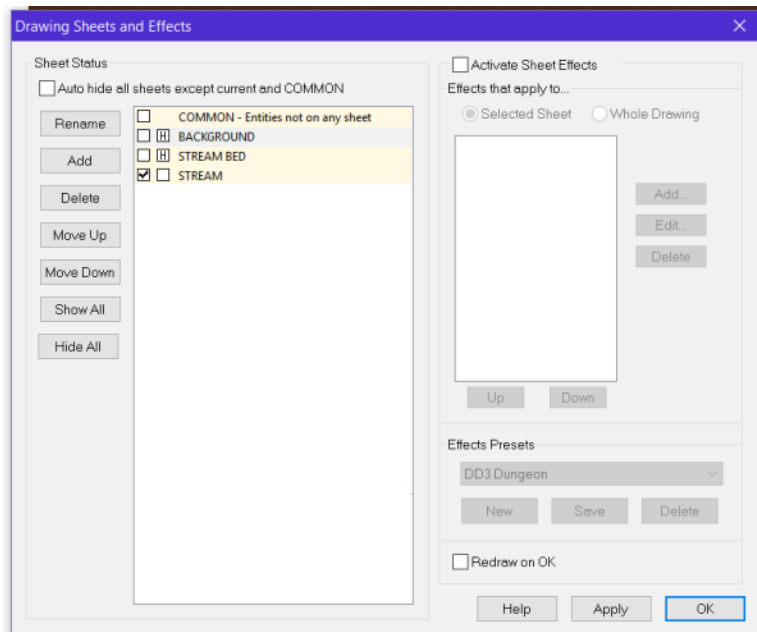 Drawing Sheets and Effects
Sheet Status
Auto hide all sheets except current and COMMON
Rename
Add
Delete
Move Up
Move Down
Show All
Hide All
COMMON - Entities not on any sheet
H BACKGROUND
H STREAM BED
STREAM
Activate Sheet Effects
Effects that apply to...
Selected Sheet Whole Drawing
Add...
Edit...
Delete
Up Down
Effects Presets
DD3 Dungeon
New Save Delete
Redraw on OK
Help Apply OK